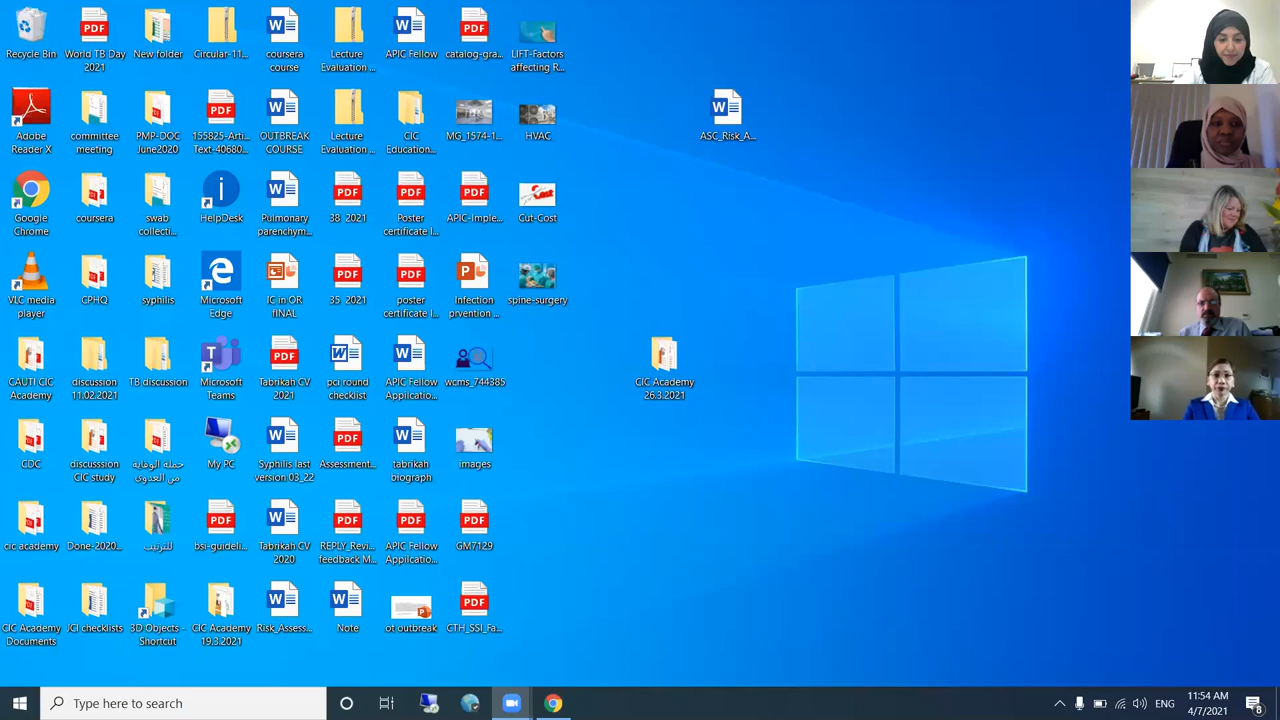 Recycle Bin
World TB Day
2021
New folder
Circular-11...
coursera
course
Lecture
Evaluation ...
APIC Fellow
catalog-gra...
LIFT-Factors
affecting R...
Adobe
Reader X
committee
meeting
PMP-DOC
June2020
155825-Arti...
Text-40680...
OUTBREAK
COURSE
Lecture
Evaluation ...
CIC
Education...
MG_1574-1...
HVAC
ASC_Risk_A...
Google
Chrome
coursera
swab
collecti...
HelpDesk
Pulmonary
parenchym...
38_2021
Poster
certificate I...
APIC-Imple...
Cut-Cost
VLC media
player
CPHQ
syphilis
Microsoft
Edge
IC in OR
fINAL
35_2021
poster
certificate I...
Infection
prvention ...
spine-surgery
CAUTI CIC
Academy
discussion
11.02.2021
TB discussion
Microsoft
Teams
Tabrikah CV
2021
pci round
checklist
APIC Fellow
Applicatio...
wcms_744385
CIC Academy
26.3.2021
CDC
discusssion
CIC study
حمله الوقايه
من العدوى
My PC
Syphilis last
version 03_22
Assessment...
tabrikah
biograph
images
cic academy
Done-2020...
للترتيب
bsi-guideli...
Tabrikah CV
2020
REPLY_Revi...
feedback M...
APIC Fellow
Applicatio...
GM7129
CIC Academy
Documents
JCI checklists
3D Objects -
Shortcut
CIC Academy
19.3.2021
Risk_Assess...
Note
ot outbreak
CTH_SSI_Fa...
Type here to search
ENG
11:54 AM
4/7/2021
8